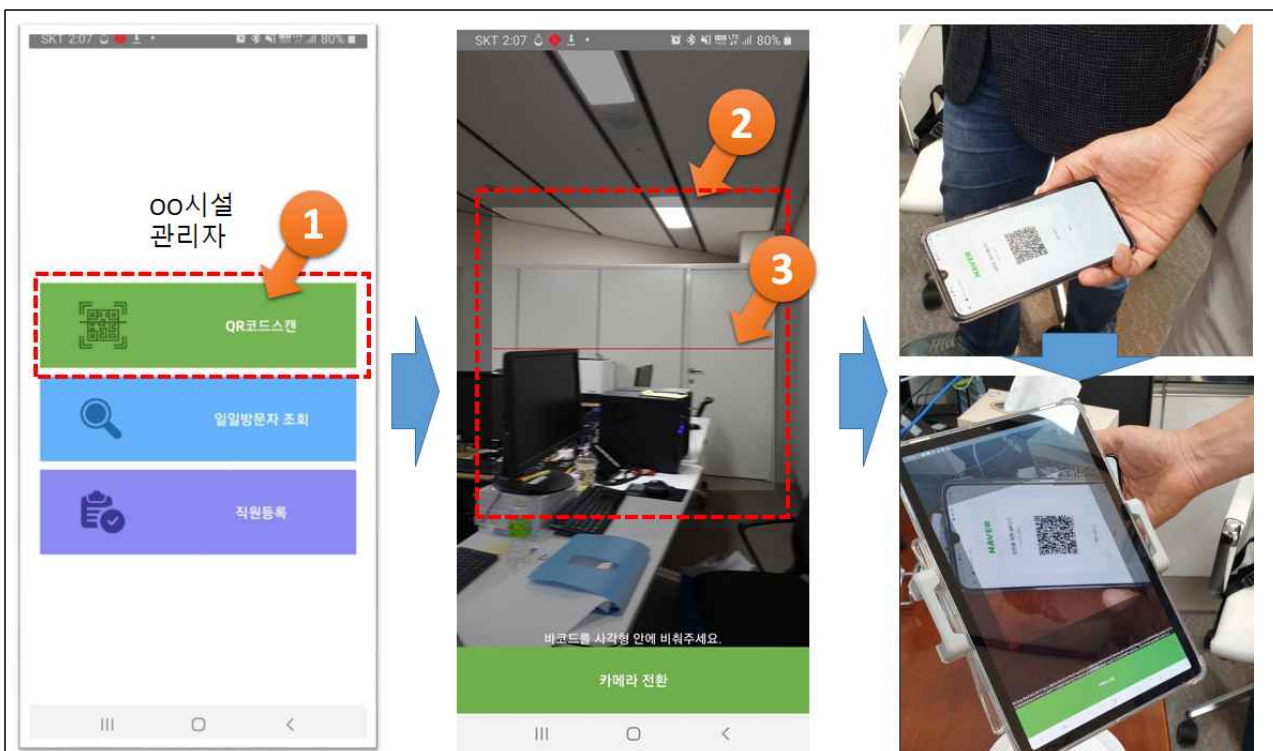 SKT 2:07
80%
oo시설
관리자
1
QR코드스캔
일일방문자 조회
직원등록
SKT 2:07
80%
2
3
바코드를 사각형 안에 비춰주세요.
카메라 전환
NAVER
NAVER